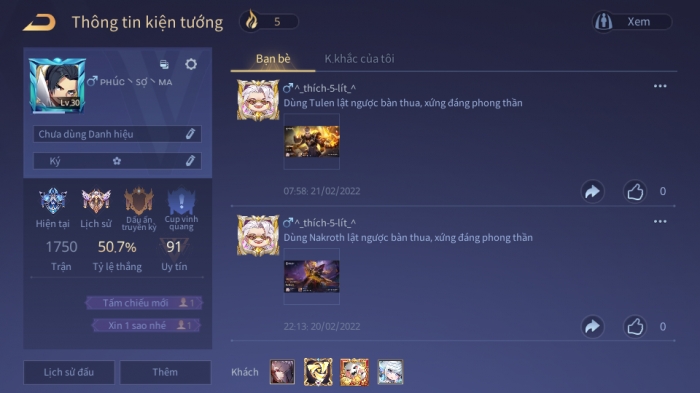 Thông tin kiện tướng
5
Xem
PHÚC丶SỢ丶MA
Lv.30
Chưa dùng Danh hiệu
Ký
Hiện tại
Lịch sử
Dấu ấn truyền kỳ
Cup vinh quang
1750
50,7%
91
Trận
Tỷ lệ thắng
Uy tín
Tấm chiếu mới 1
Xin 1 sao nhé 1
Lịch sử đấu
Thêm
Bạn bè
K.khắc của tôi
^_thích-5-lít_^
Dùng Tulen lật ngược bàn thua, xứng đáng phong thần
07:58 21/02/2022
0
^_thích-5-lít_^
Dùng Nakroth lật ngược bàn thua, xứng đáng phong thần
22:13 20/02/2022
0
Khách